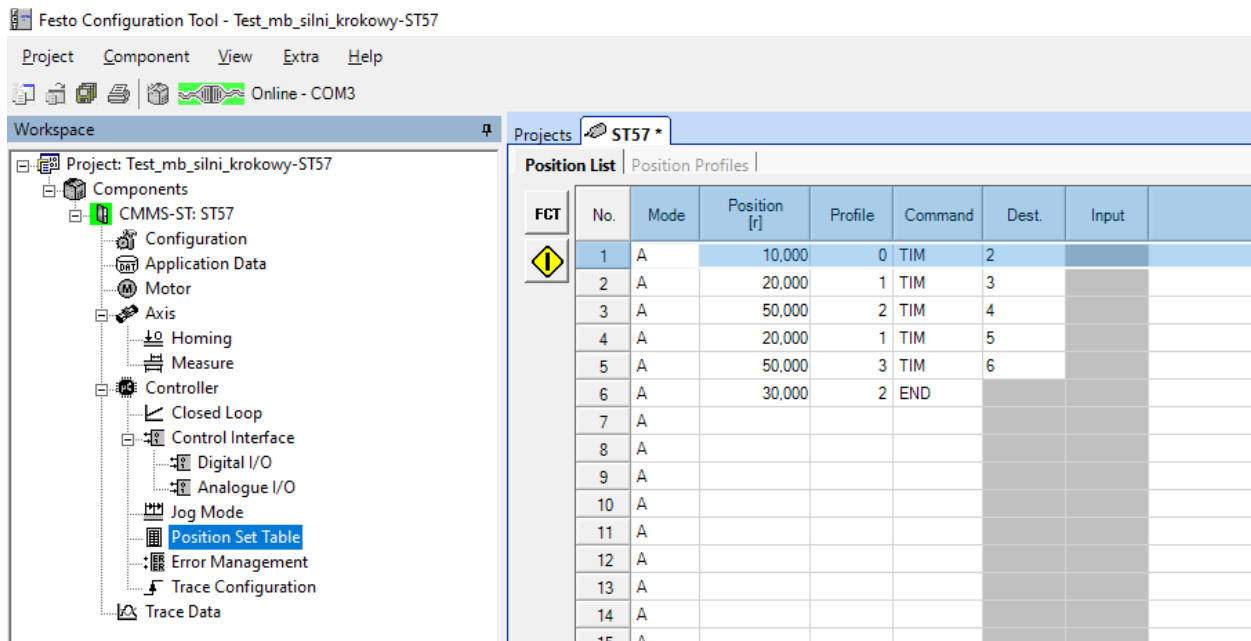 Festo Configuration Tool - Test_mb_silni_krokowy-ST57
Project Component View Extra Help
Online - COM3
Workspace
Projects ST57 *
Project: Test_mb_silni_krokowy-ST57
Components
CMMS-ST: ST57
Configuration
DAT Application Data
M Motor
Axis
Homing
Measure
µC Controller
Closed Loop
Control Interface
Digital I/O
Analogue I/O
Jog Mode
Position Set Table
Error Management
Trace Configuration
Trace Data
Position List Position Profiles
FCT
No. Mode Position [r] Profile Command Dest. Input
1 A 10,000 0 TIM 2
2 A 20,000 1 TIM 3
3 A 50,000 2 TIM 4
4 A 20,000 1 TIM 5
5 A 50,000 3 TIM 6
6 A 30,000 2 END
7 A
8 A
9 A
10 A
11 A
12 A
13 A
14 A
15 A